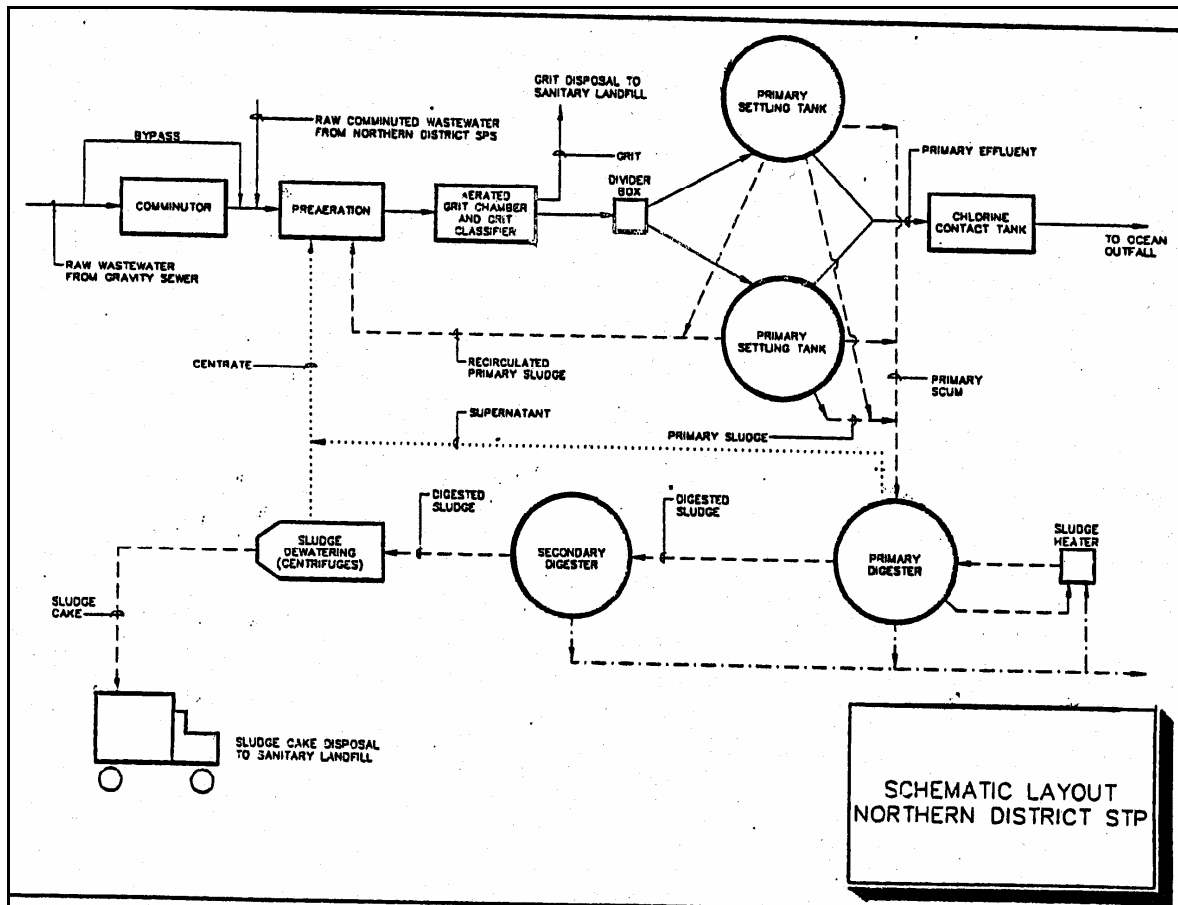 GRIT DISPOSAL TO
SANITARY LANDFILL
PRIMARY
SETTLING TANK
RAW COMMINUTED WASTEWATER
FROM NORTHERN DISTRICT SPS
BYPASS
PRIMARY EFFLUENT
GRIT
DIVIDER
BOX
COMMINUTOR
PREAERATION
AERATED
GRIT CHAMBER
AND GRIT
CLASSIFIER
CHLORINE
CONTACT TANK
TO OCEAN
OUTFALL
RAW WASTEWATER
FROM GRAVITY SEWER
PRIMARY
SETTLING TANK
CENTRATE
RECIRCULATED
PRIMARY SLUDGE
PRIMARY
SCUM
SUPERNATANT
PRIMARY SLUDGE
DIGESTED
SLUDGE
DIGESTED
SLUDGE
SLUDGE
HEATER
SLUDGE
DEWATERING
(CENTRIFUGES)
SECONDARY
DIGESTER
PRIMARY
DIGESTER
SLUDGE
CAKE
SLUDGE CAKE DISPOSAL
TO SANITARY LANDFILL
SCHEMATIC LAYOUT
NORTHERN DISTRICT STP